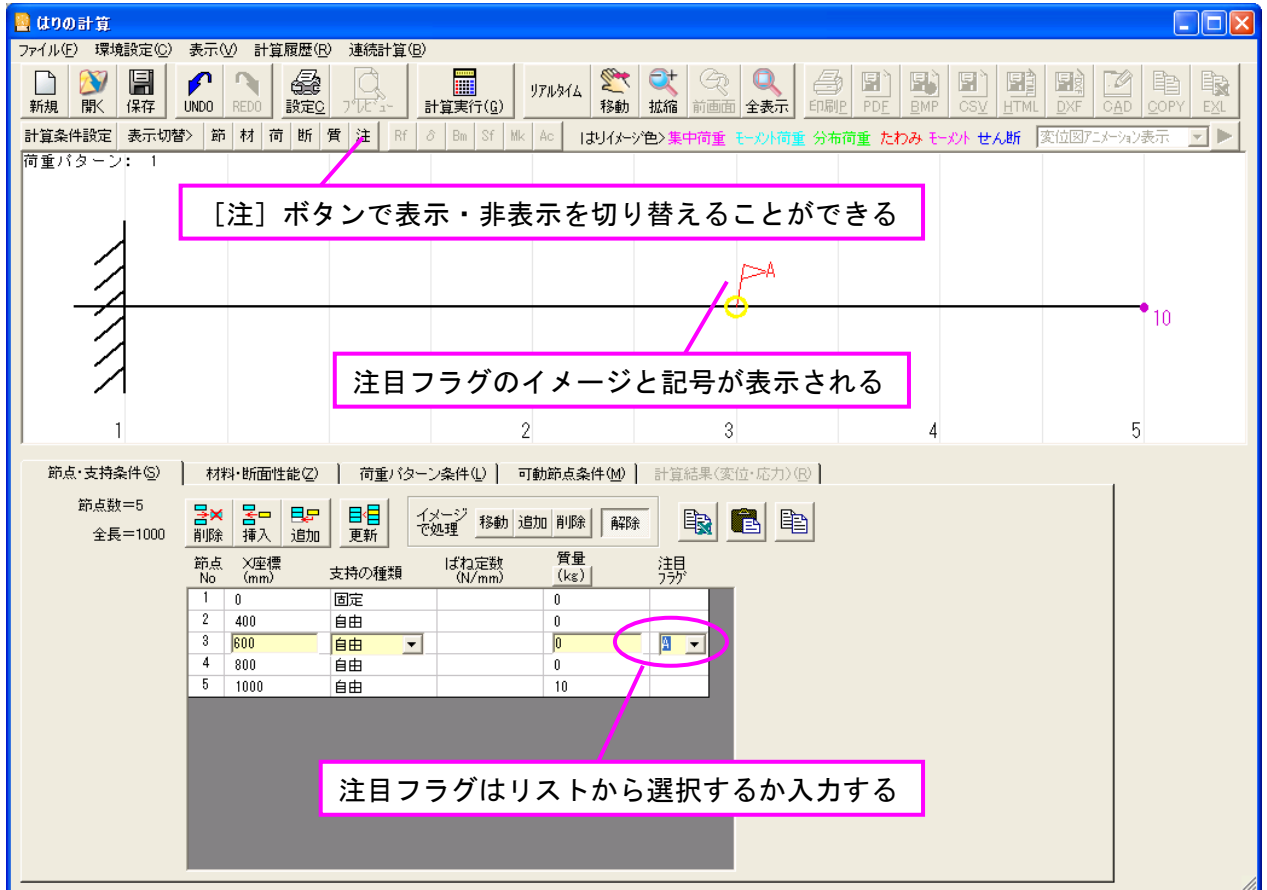 はりの計算
ファイル(F) 環境設定(C) 表示(V) 計算履歴(R) 連続計算(B)
新規 開く 保存 UNDO REDO 設定C プレビュー 計算実行(G) リアルタイム 移動 拡縮 前画面 全表示 印刷P PDF BMP CSV HTML DXF CAD COPY EXL
計算条件設定 表示切替> 節 材 荷 断 質 注 Rf δ Bm Sf Mk Ac はりイメージ色>集中荷重 モーメント荷重 分布荷重 たわみ モーメント せん断 変位図アニメーション表示
荷重パターン: 1
［注］ボタンで表示・非表示を切り替えることができる
A
10
注目フラグのイメージと記号が表示される
1 2 3 4 5
節点・支持条件(S) 材料・断面性能(Z) 荷重パターン条件(L) 可動節点条件(M) 計算結果(変位・応力)(R)
節点数=5
全長=1000
削除 挿入 追加 更新 イメージで処理 移動 追加 削除 解除
節点No X座標(mm) 支持の種類 ばね定数(N/mm) 質量(kg) 注目フラグ
1 0 固定 0
2 400 自由 0
3 600 自由 0 A
4 800 自由 0
5 1000 自由 10
注目フラグはリストから選択するか入力する